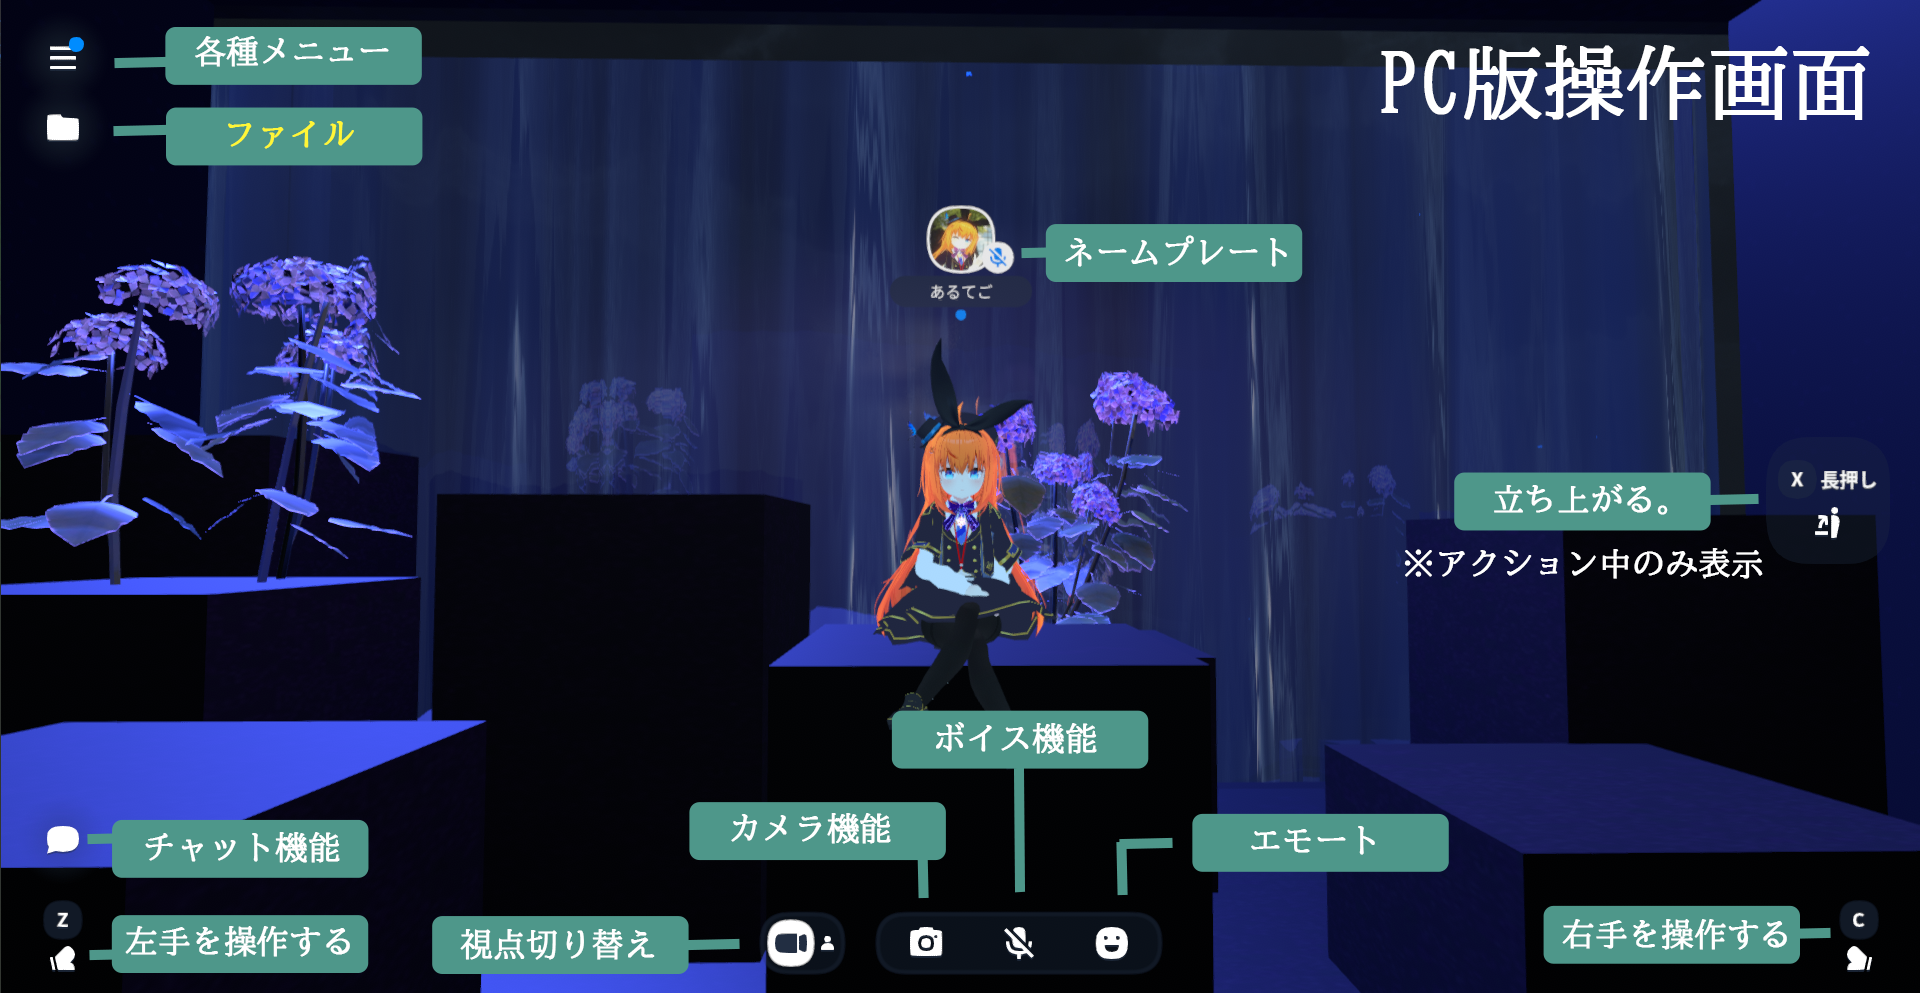 各種メニュー
PC版操作画面
ファイル
ネームプレート
あるてご
X 長押し
立ち上がる。
※アクション中のみ表示
ボイス機能
カメラ機能
エモート
チャット機能
Z
左手を操作する
視点切り替え
C
右手を操作する